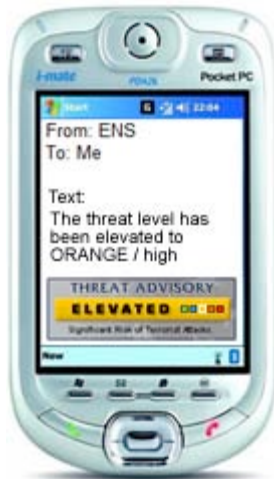 i-mate
Pocket PC
PDA2k
Start
22:04
From: ENS
To: Me
Text:
The threat level has
been elevated to
ORANGE / high
THREAT ADVISORY
ELEVATED
Significant Risk of Terrorist Attacks
New